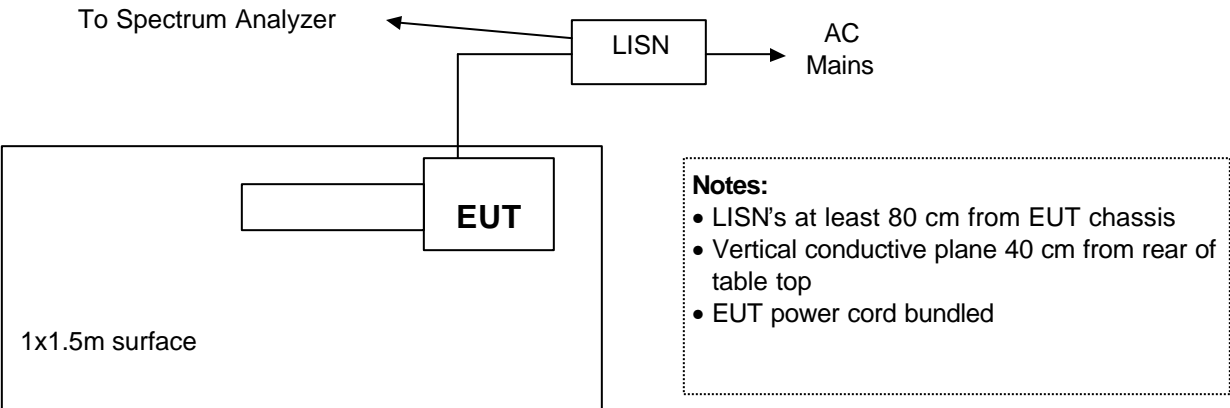 To Spectrum Analyzer
LISN
AC
Mains
EUT
1x1.5m surface
Notes:
• LISN's at least 80 cm from EUT chassis
• Vertical conductive plane 40 cm from rear of
table top
• EUT power cord bundled